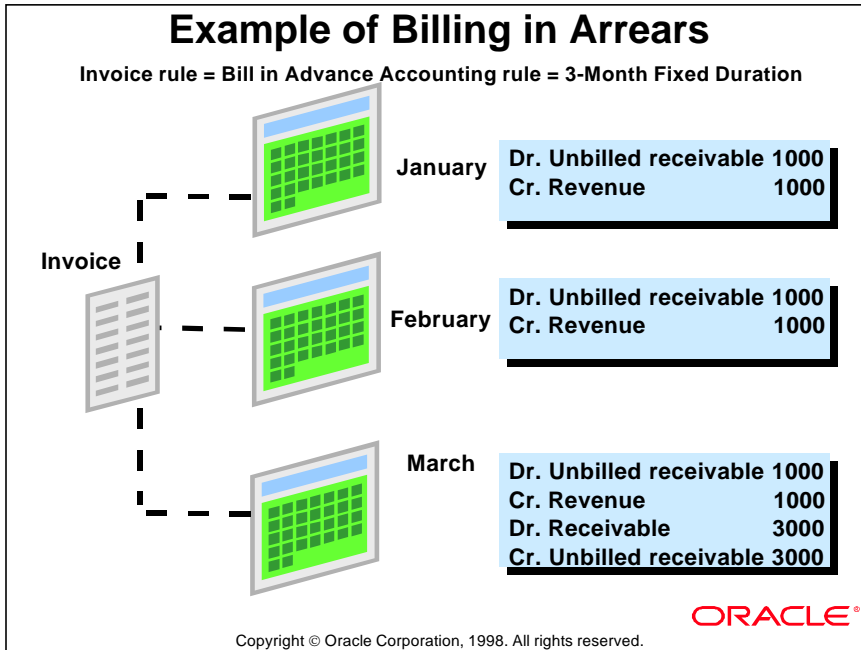 Example of Billing in Arrears
Invoice rule = Bill in Advance Accounting rule = 3-Month Fixed Duration
Invoice
January
Dr. Unbilled receivable 1000
Cr. Revenue 1000
February
Dr. Unbilled receivable 1000
Cr. Revenue 1000
March
Dr. Unbilled receivable 1000
Cr. Revenue 1000
Dr. Receivable 3000
Cr. Unbilled receivable 3000
ORACLE®
Copyright © Oracle Corporation, 1998. All rights reserved.